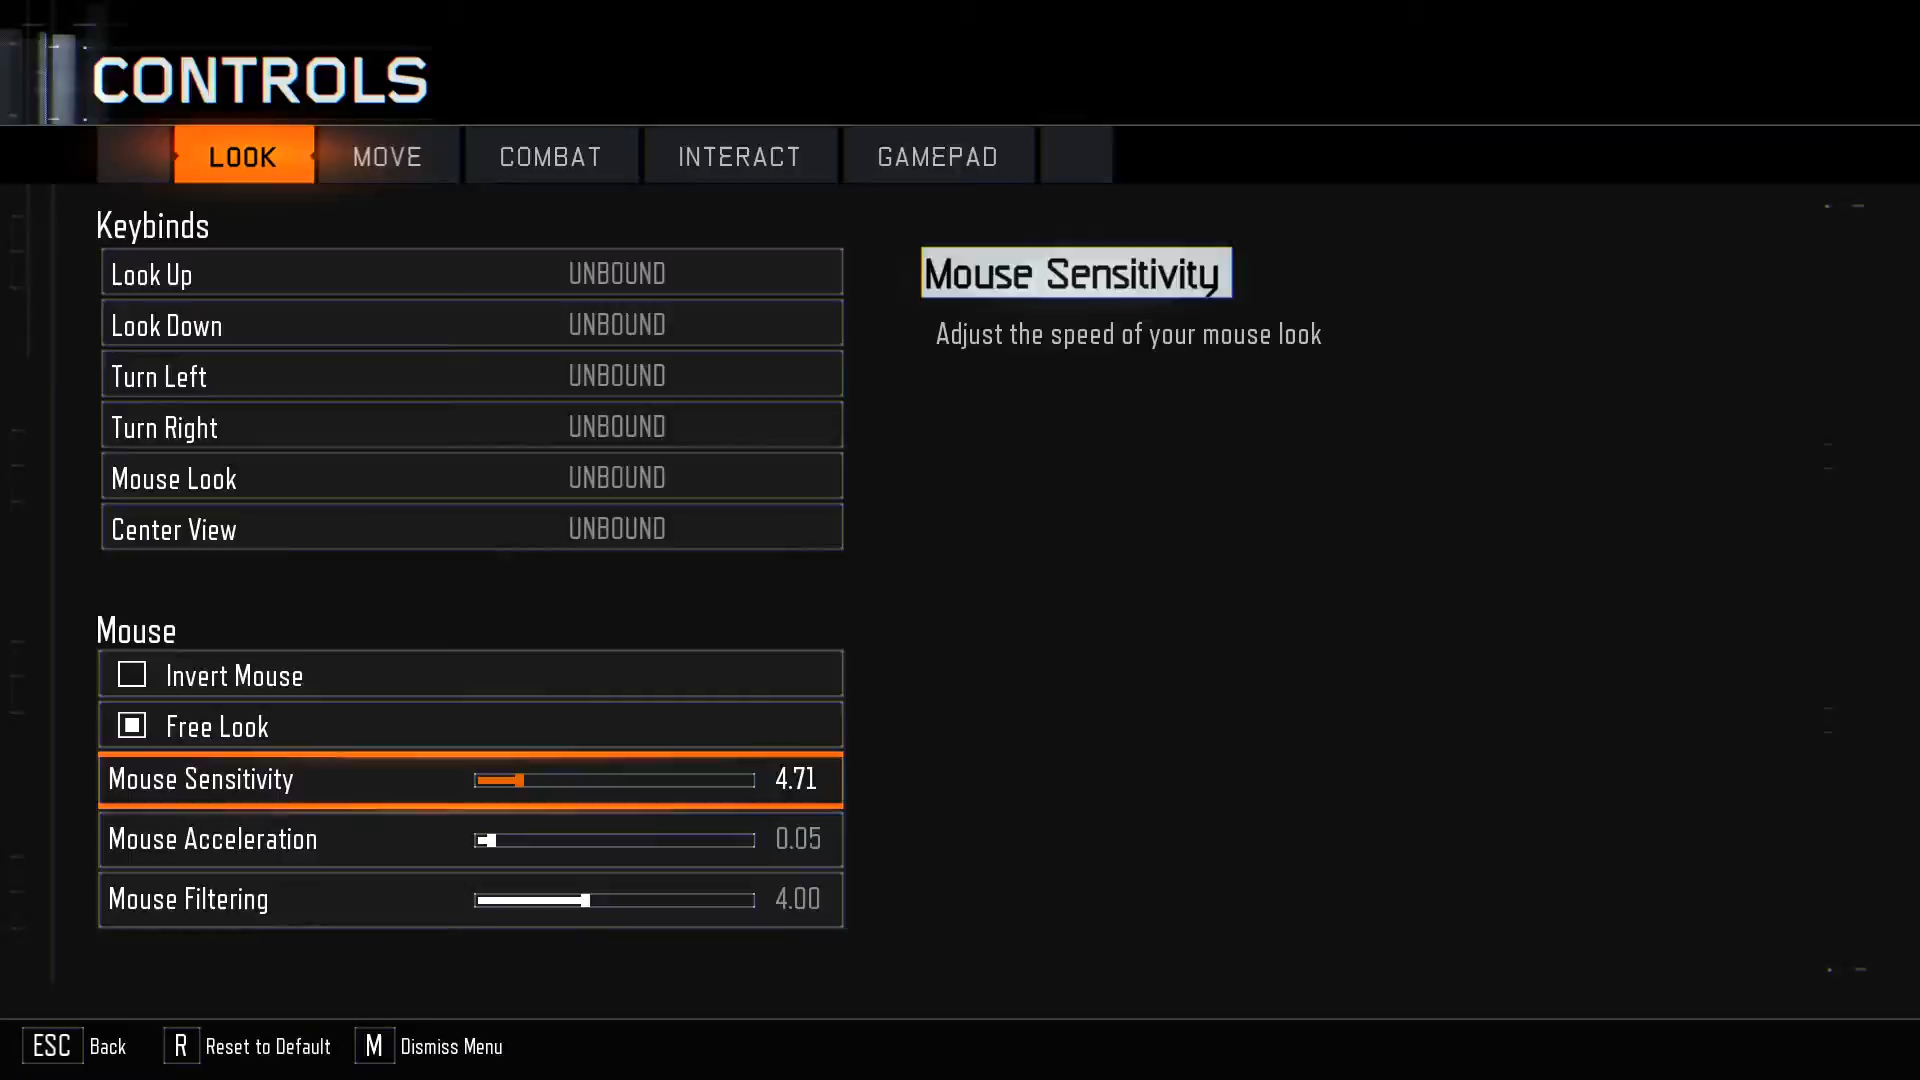 CONTROLS
LOOK MOVE COMBAT INTERACT GAMEPAD
Keybinds
Look Up UNBOUND
Look Down UNBOUND
Turn Left UNBOUND
Turn Right UNBOUND
Mouse Look UNBOUND
Center View UNBOUND
Mouse Sensitivity
Adjust the speed of your mouse look
Mouse
Invert Mouse
Free Look
Mouse Sensitivity 4.71
Mouse Acceleration 0.05
Mouse Filtering 4.00
ESC Back R Reset to Default M Dismiss Menu